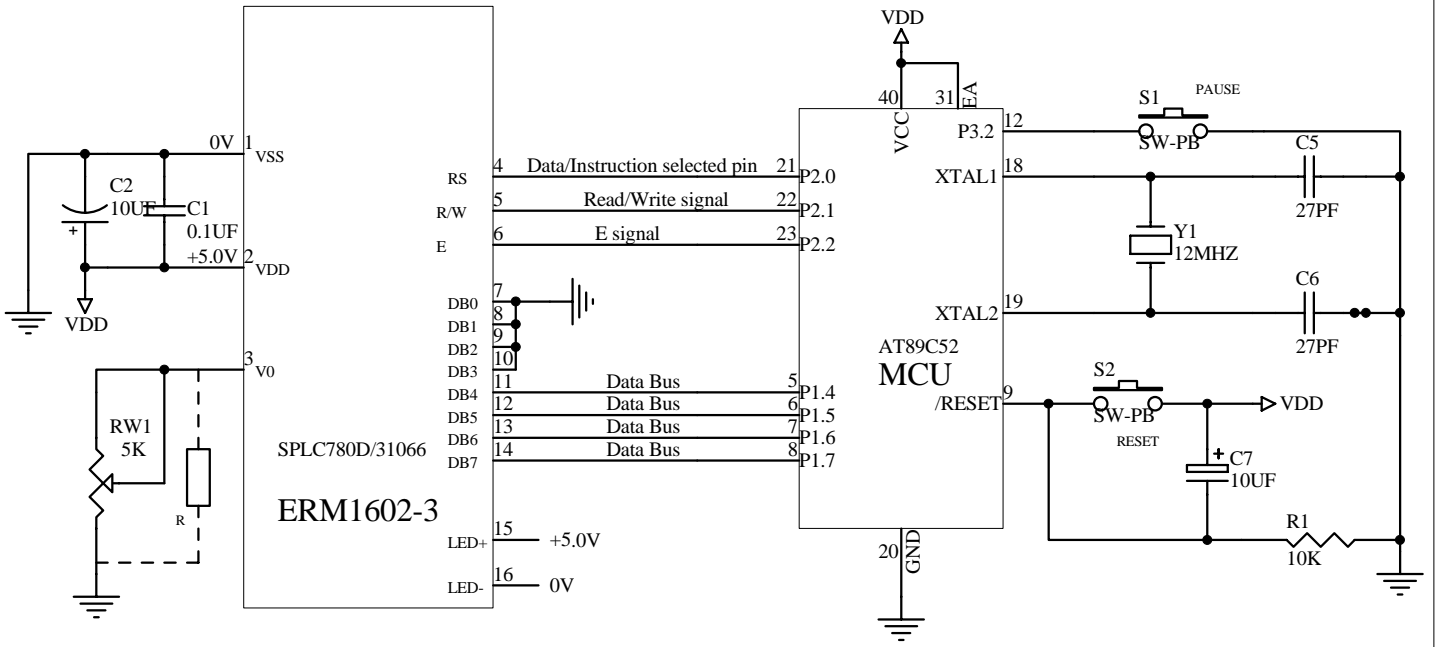 VDD
40
31
EA
VCC
S1
PAUSE
P3.2
12
SW-PB
0V
1
VSS
C2
10UF
C1
0.1UF
+5.0V
2
VDD
VDD
3
V0
RW1
5K
R
SPLC780D/31066
ERM1602-3
RS
4
Data/Instruction selected pin
21
P2.0
R/W
5
Read/Write signal
22
P2.1
E
6
E signal
23
P2.2
DB0
7
DB1
8
DB2
9
DB3
10
DB4
11
Data Bus
5
P1.4
DB5
12
Data Bus
6
P1.5
DB6
13
Data Bus
7
P1.6
DB7
14
Data Bus
8
P1.7
LED+
15
+5.0V
LED-
16
0V
XTAL1
18
C5
27PF
Y1
12MHZ
XTAL2
19
C6
27PF
AT89C52
MCU
/RESET
9
S2
SW-PB
RESET
VDD
+
C7
10UF
R1
10K
20
GND
+